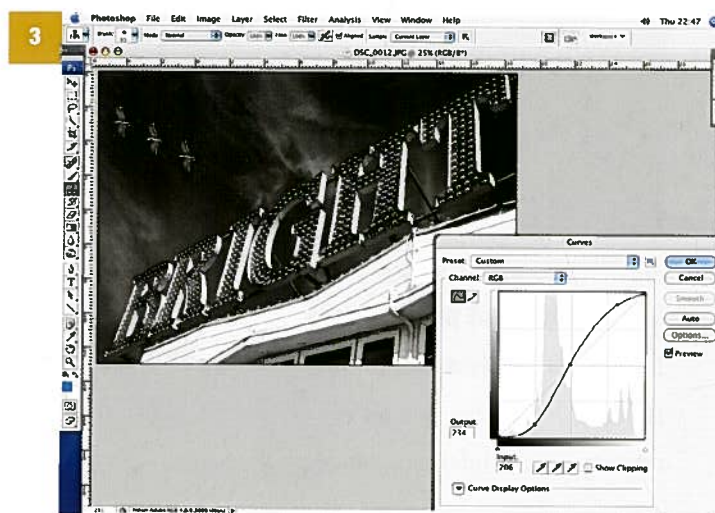 3
Photoshop File Edit Image Layer Select Filter Analysis View Window Help
Thu 22:47
Brush: Mode: Normal Opacity: Flow: Aligned Sample: Current Layer
DSC_0012.JPG @ 25% (RGB/8*)
BRIGHT
Curves
Preset: Custom
OK
Channel: RGB
Cancel
Smooth
Auto
Options...
Preview
Output:
234
Input:
206
Show Clipping
Curve Display Options